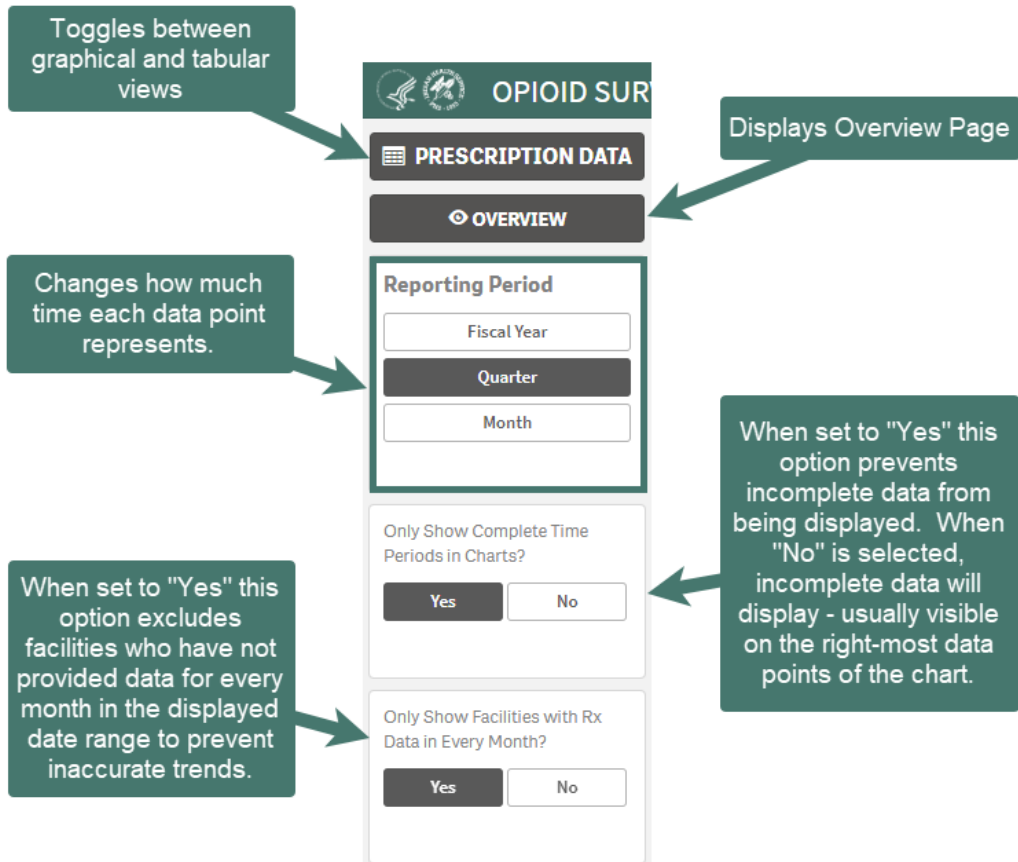 Toggles between
graphical and tabular
views
OPIOID SUR
PRESCRIPTION DATA
Displays Overview Page
OVERVIEW
Changes how much
time each data point
represents.
Reporting Period
Fiscal Year
Quarter
Month
When set to "Yes" this
option prevents
incomplete data from
being displayed.  When
"No" is selected,
incomplete data will
display - usually visible
on the right-most data
points of the chart.
Only Show Complete Time
Periods in Charts?
Yes
No
When set to "Yes" this
option excludes
facilities who have not
provided data for every
month in the displayed
date range to prevent
inaccurate trends.
Only Show Facilities with Rx
Data in Every Month?
Yes
No